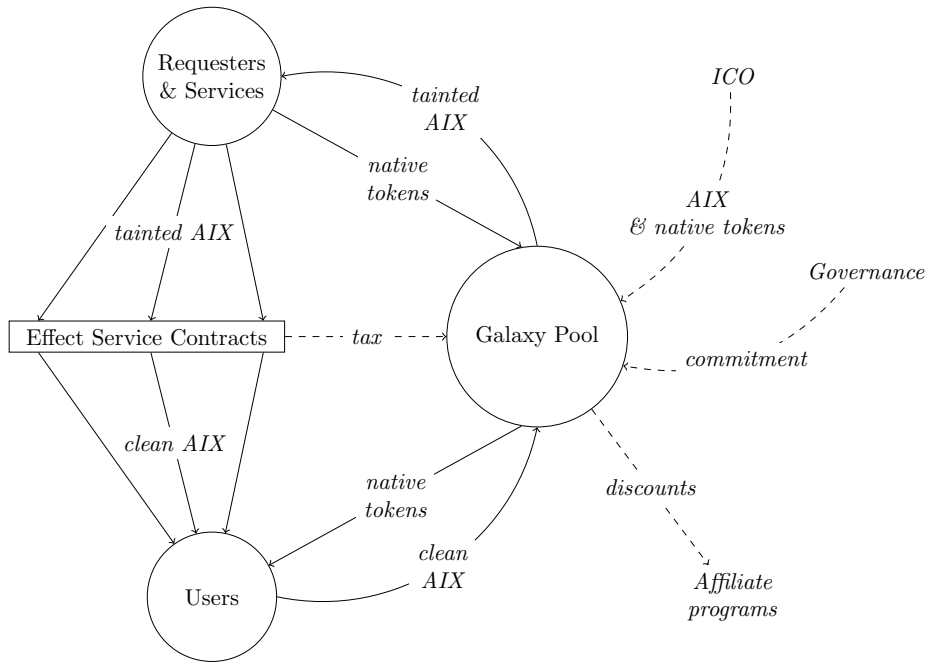 Requesters
& Services
ICO
tainted
AIX
native
tokens
AIX
& native tokens
tainted AIX
Governance
Effect Service Contracts
tax
Galaxy Pool
commitment
clean AIX
native
tokens
discounts
clean
AIX
Users
Affiliate
programs